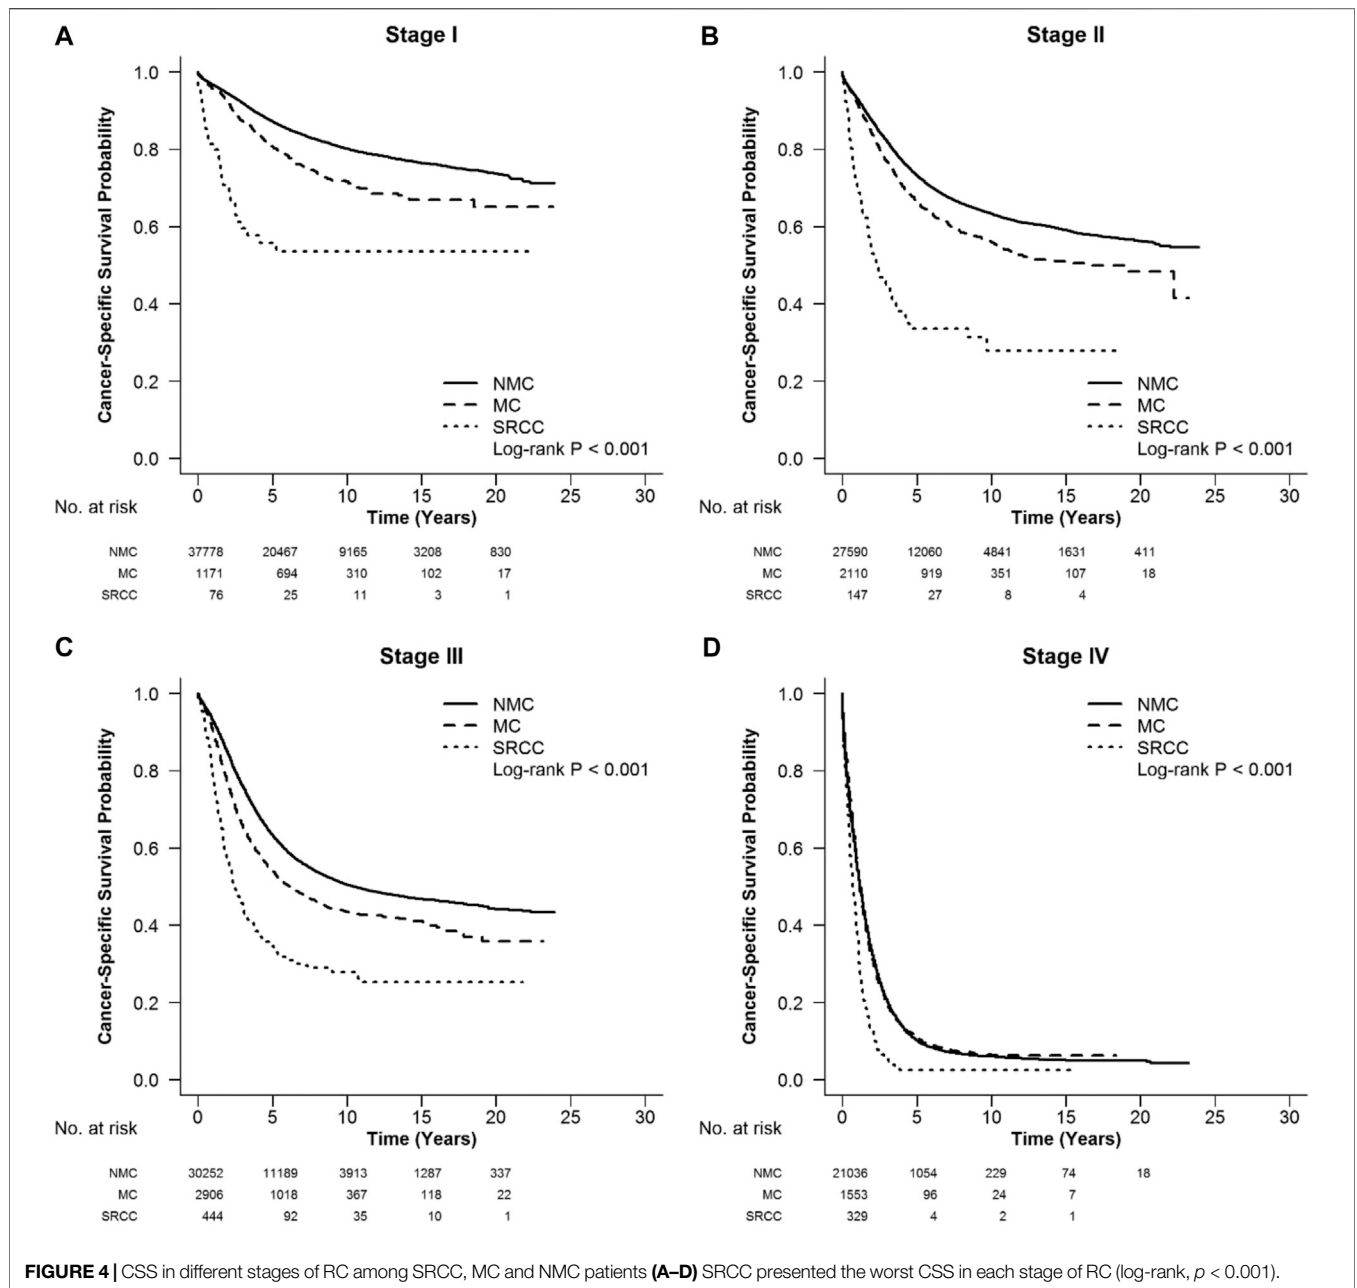 A
Stage I
Cancer-Specific Survival Probability
1.0
0.8
0.6
0.4
0.2
0.0
NMC
MC
SRCC
Log-rank P < 0.001
0 5 10 15 20 25 30
No. at risk
Time (Years)
NMC 37778 20467 9165 3208 830
MC 1171 694 310 102 17
SRCC 76 25 11 3 1
B
Stage II
Cancer-Specific Survival Probability
1.0
0.8
0.6
0.4
0.2
0.0
NMC
MC
SRCC
Log-rank P < 0.001
0 5 10 15 20 25 30
No. at risk
Time (Years)
NMC 27590 12060 4841 1631 411
MC 2110 919 351 107 18
SRCC 147 27 8 4
C
Stage III
Cancer-Specific Survival Probability
1.0
0.8
0.6
0.4
0.2
0.0
NMC
MC
SRCC
Log-rank P < 0.001
0 5 10 15 20 25 30
No. at risk
Time (Years)
NMC 30252 11189 3913 1287 337
MC 2906 1018 367 118 22
SRCC 444 92 35 10 1
D
Stage IV
Cancer-Specific Survival Probability
1.0
0.8
0.6
0.4
0.2
0.0
NMC
MC
SRCC
Log-rank P < 0.001
0 5 10 15 20 25 30
No. at risk
Time (Years)
NMC 21036 1054 229 74 18
MC 1553 96 24 7
SRCC 329 4 2 1
FIGURE 4 | CSS in different stages of RC among SRCC, MC and NMC patients (A–D) SRCC presented the worst CSS in each stage of RC (log-rank, p < 0.001).